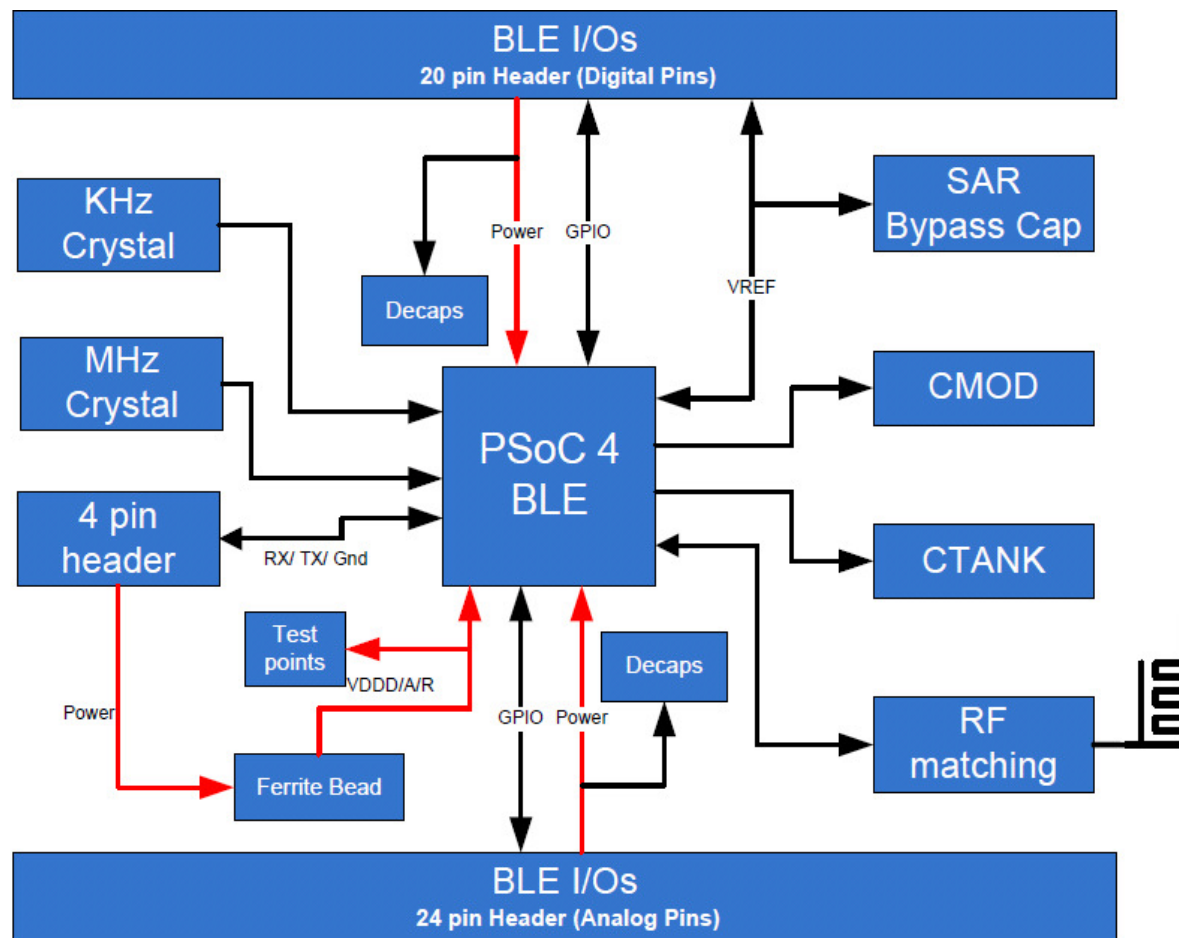 BLE I/Os
20 pin Header (Digital Pins)
KHz
Crystal
Power
GPIO
SAR
Bypass Cap
Decaps
VREF
MHz
Crystal
PSoC 4
BLE
CMOD
4 pin
header
RX/ TX/ Gnd
CTANK
Test
points
VDDD/A/R
Decaps
Power
GPIO
Power
RF
matching
Ferrite Bead
BLE I/Os
24 pin Header (Analog Pins)